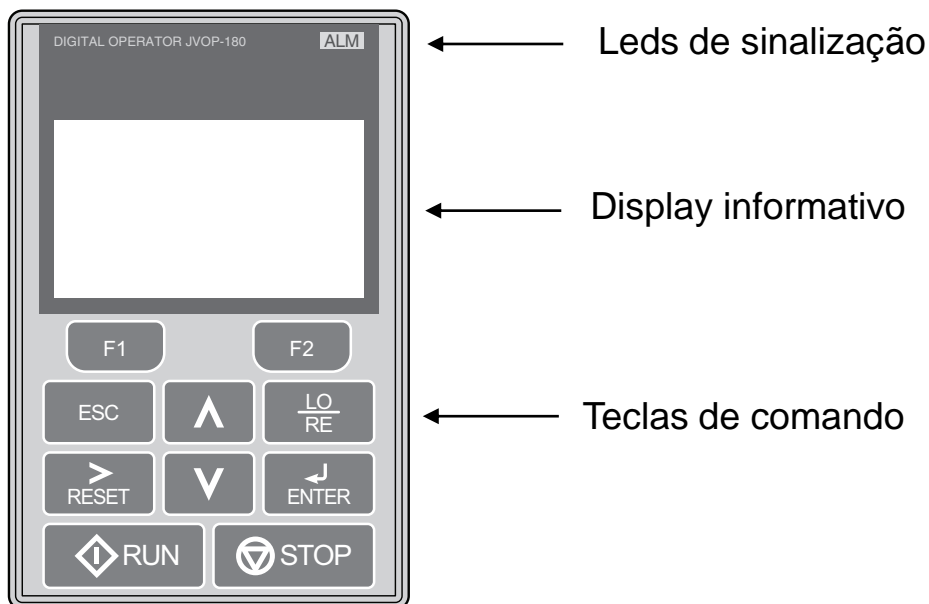 DIGITAL OPERATOR JVOP-180 ALM
Leds de sinalização
Display informativo
F1 F2
ESC LO
RE
Teclas de comando
RESET ENTER
RUN STOP